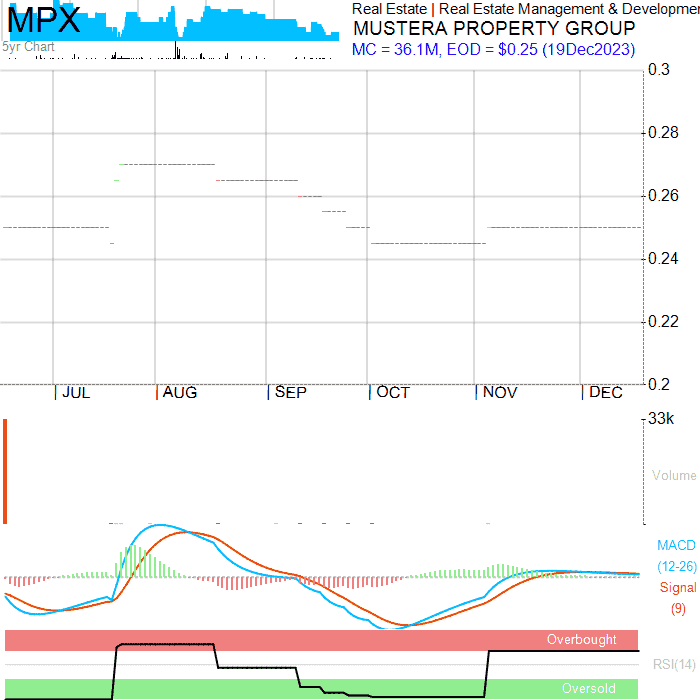 MPX
Real Estate | Real Estate Management & Developmen
MUSTERA PROPERTY GROUP
5yr Chart
MC = 36.1M, EOD = $0.25 (19Dec2023)
0.3
0.28
0.26
0.24
0.22
0.2
JUL AUG SEP OCT NOV DEC
33k
Volume
MACD
(12-26)
Signal
(9)
Overbought
RSI(14)
Oversold